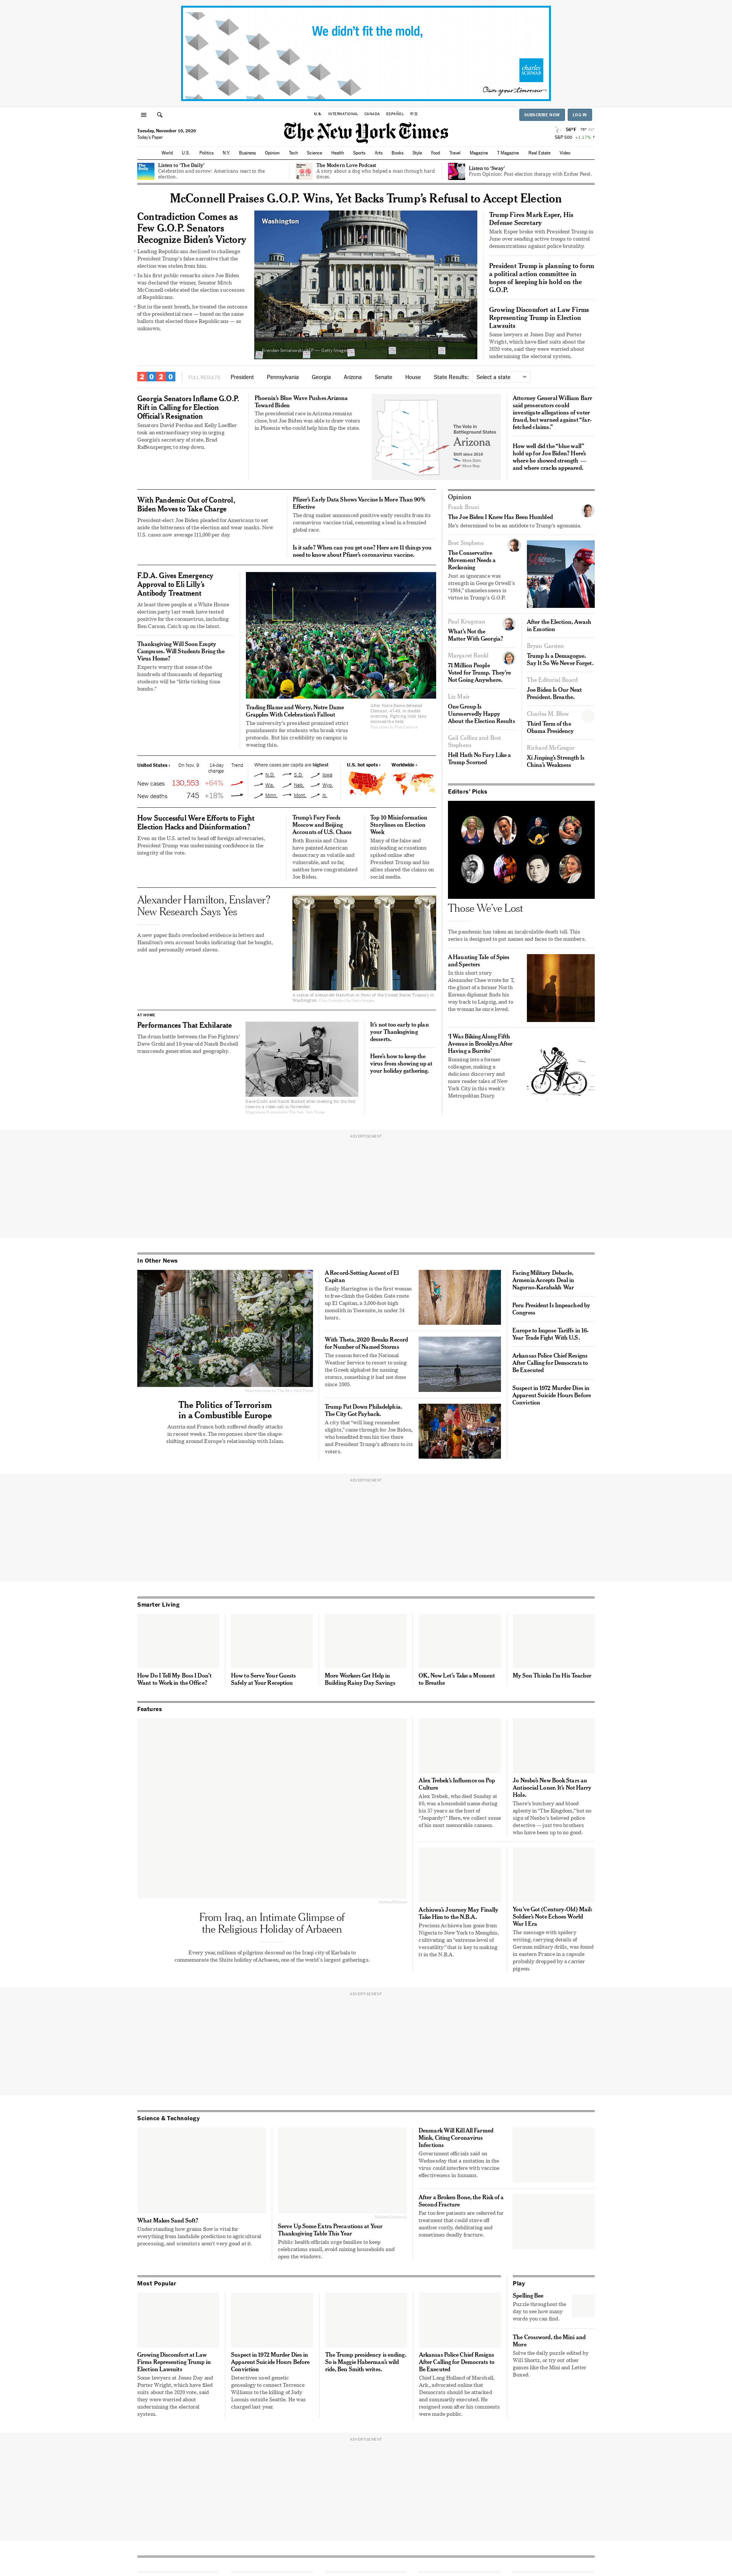 We didn't fit the mold,
charles
SCHWAB
Own your tomorrow
U.S. INTERNATIONAL CANADA ESPAÑOL 中文
SUBSCRIBE NOW LOG IN
Tuesday, November 10, 2020
Today's Paper
The New York Times
56°F
S&P 500 +1.17%
World U.S. Politics N.Y. Business Opinion Tech Science Health Sports Arts Books Style Food Travel Magazine T Magazine Real Estate Video
Listen to 'The Daily'
Celebration and sorrow: Americans react to the
election.
The Modern Love Podcast
A story about a dog who helped a man through hard
times.
Listen to 'Sway'
From Opinion: Post-election therapy with Esther Perel.
McConnell Praises G.O.P. Wins, Yet Backs Trump's Refusal to Accept Election
Contradiction Comes as
Few G.O.P. Senators
Recognize Biden's Victory
Leading Republicans declined to challenge
President Trump's false narrative that the
election was stolen from him.
In his first public remarks since Joe Biden
was declared the winner, Senator Mitch
McConnell celebrated the election successes
of Republicans.
But in the next breath, he treated the outcome
of the presidential race — based on the same
ballots that elected those Republicans — as
unknown.
Washington
Trump Fires Mark Esper, His
Defense Secretary
Mark Esper broke with President Trump in
June over sending active troops to control
demonstrations against police brutality.
President Trump is planning to form
a political action committee in
hopes of keeping his hold on the
G.O.P.
Growing Discomfort at Law Firms
Representing Trump in Election
Lawsuits
Some lawyers at Jones Day and Porter
Wright, which have filed suits about the
2020 vote, said they were worried about
undermining the electoral system.
2020 FULL RESULTS President Pennsylvania Georgia Arizona Senate House State Results: Select a state
Georgia Senators Inflame G.O.P.
Rift in Calling for Election
Official's Resignation
Senators David Perdue and Kelly Loeffler
took an extraordinary step in urging
Georgia's secretary of state, Brad
Raffensperger, to step down.
Phoenix's Blue Wave Pushes Arizona
Toward Biden
The presidential race in Arizona remains
close, but Joe Biden was able to draw voters
in Phoenix who could help him flip the state.
The Vote in
Battleground States
Arizona
Shift since 2016
More Dem.
More Rep.
Attorney General William Barr
said prosecutors could
investigate allegations of voter
fraud, but warned against "far-
fetched claims."
How well did the "blue wall"
hold up for Joe Biden? Here's
where he showed strength —
and where cracks appeared.
With Pandemic Out of Control,
Biden Moves to Take Charge
President-elect Joe Biden pleaded for Americans to set
aside the bitterness of the election and wear masks. New
U.S. cases now average 111,000 per day.
Pfizer's Early Data Shows Vaccine Is More Than 90%
Effective
The drug maker announced positive early results from its
coronavirus vaccine trial, cementing a lead in a frenzied
global race.
Is it safe? When can you get one? Here are 11 things you
need to know about Pfizer's coronavirus vaccine.
F.D.A. Gives Emergency
Approval to Eli Lilly's
Antibody Treatment
At least three people at a White House
election party last week have tested
positive for the coronavirus, including
Ben Carson. Catch up on the latest.
Thanksgiving Will Soon Empty
Campuses. Will Students Bring the
Virus Home?
Experts worry that some of the
hundreds of thousands of departing
students will be "little ticking time
bombs."
Trading Blame and Worry, Notre Dame
Grapples With Celebration's Fallout
The university's president promised strict
punishments for students who break virus
protocols. But his credibility on campus is
wearing thin.
After Notre Dame defeated
Clemson, 47-40, in double
overtime, Fighting Irish fans
stormed the field.
United States › On Nov. 9 14-day change Trend
New cases 130,553 +64%
New deaths 745 +18%
Where cases per capita are highest
N.D. S.D. Iowa
Wis. Neb. Wyo.
Minn. Mont. Ill.
U.S. hot spots › Worldwide ›
How Successful Were Efforts to Fight
Election Hacks and Disinformation?
Even as the U.S. acted to head off foreign adversaries,
President Trump was undermining confidence in the
integrity of the vote.
Trump's Fury Feeds
Moscow and Beijing
Accounts of U.S. Chaos
Both Russia and China
have painted American
democracy as volatile and
vulnerable, and so far,
neither have congratulated
Joe Biden.
Top 10 Misinformation
Storylines on Election
Week
Many of the false and
misleading accusations
spiked online after
President Trump and his
allies shared the claims on
social media.
Alexander Hamilton, Enslaver?
New Research Says Yes
A new paper finds overlooked evidence in letters and
Hamilton's own account books indicating that he bought,
sold and personally owned slaves.
A statue of Alexander Hamilton in front of the United States Treasury in
Washington.
AT HOME
Performances That Exhilarate
The drum battle between the Foo Fighters'
Dave Grohl and 10-year-old Nandi Bushell
transcends generation and geography.
Dave Grohl and Nandi Bushell after meeting for the first
time on a video call in November.
It's not too early to plan
your Thanksgiving
desserts.
Here's how to keep the
virus from showing up at
your holiday gathering.
Opinion
Frank Bruni
The Joe Biden I Know Has Been Humbled
He's determined to be an antidote to Trump's egomania.
Bret Stephens
The Conservative
Movement Needs a
Reckoning
Just as ignorance was
strength in George Orwell's
"1984," shamelessness is
virtue in Trump's G.O.P.
Paul Krugman
What's Not the
Matter With Georgia?
Margaret Renkl
71 Million People
Voted for Trump. They're
Not Going Anywhere.
Liz Mair
One Group Is
Unreservedly Happy
About the Election Results
Gail Collins and Bret
Stephens
Hell Hath No Fury Like a
Trump Scorned
After the Election, Awash
in Emotion
Bryan Garsten
Trump Is a Demagogue.
Say It So We Never Forget.
The Editorial Board
Joe Biden Is Our Next
President. Breathe.
Charles M. Blow
Third Term of the
Obama Presidency
Richard McGregor
Xi Jinping's Strength Is
China's Weakness
Editors' Picks
Those We've Lost
The pandemic has taken an incalculable death toll. This
series is designed to put names and faces to the numbers.
A Haunting Tale of Spies
and Specters
In this short story
Alexander Chee wrote for T,
the ghost of a former North
Korean diplomat finds his
way back to Leipzig, and to
the woman he once loved.
'I Was Biking Along Fifth
Avenue in Brooklyn After
Having a Burrito'
Running into a former
colleague, making a
delicious discovery and
more reader tales of New
York City in this week's
Metropolitan Diary.
ADVERTISEMENT
In Other News
The Politics of Terrorism
in a Combustible Europe
Austria and France both suffered deadly attacks
in recent weeks. The responses show the shape-
shifting around Europe's relationship with Islam.
A Record-Setting Ascent of El
Capitan
Emily Harrington is the first woman
to free-climb the Golden Gate route
up El Capitan, a 3,000-foot-high
monolith in Yosemite, in under 24
hours.
With Theta, 2020 Breaks Record
for Number of Named Storms
The season forced the National
Weather Service to resort to using
the Greek alphabet for naming
storms, something it had not done
since 2005.
Trump Put Down Philadelphia.
The City Got Payback.
A city that "will long remember
slights," came through for Joe Biden,
who benefited from his ties there
and President Trump's affronts to its
voters.
Facing Military Debacle,
Armenia Accepts Deal in
Nagorno-Karabakh War
Peru President Is Impeached by
Congress
Europe to Impose Tariffs in 16-
Year Trade Fight With U.S.
Arkansas Police Chief Resigns
After Calling for Democrats to
Be Executed
Suspect in 1972 Murder Dies in
Apparent Suicide Hours Before
Conviction
ADVERTISEMENT
Smarter Living
How Do I Tell My Boss I Don't
Want to Work in the Office?
How to Serve Your Guests
Safely at Your Reception
More Workers Get Help in
Building Rainy Day Savings
OK, Now Let's Take a Moment
to Breathe
My Son Thinks I'm His Teacher
Features
From Iraq, an Intimate Glimpse of
the Religious Holiday of Arbaeen
Every year, millions of pilgrims descend on the Iraqi city of Karbala to
commemorate the Shiite holiday of Arbaeen, one of the world's largest gatherings.
Alex Trebek's Influence on Pop
Culture
Alex Trebek, who died Sunday at
80, was a household name during
his 37 years as the host of
"Jeopardy!" Here, we collect some
of his most memorable cameos.
Achiuwa's Journey May Finally
Take Him to the N.B.A.
Precious Achiuwa has gone from
Nigeria to New York to Memphis,
cultivating an "extreme level of
versatility" that is key to making
it in the N.B.A.
Jo Nesbo's New Book Stars an
Antisocial Loner. It's Not Harry
Hole.
There's butchery and blood
aplenty in "The Kingdom," but no
sign of Nesbo's beloved police
detective — just two brothers
who have been up to no good.
You've Got (Century-Old) Mail:
Soldier's Note Echoes World
War I Era
The message with spidery
writing, carrying details of
German military drills, was found
in eastern France in a capsule
probably dropped by a carrier
pigeon.
ADVERTISEMENT
Science & Technology
What Makes Sand Soft?
Understanding how grains flow is vital for
everything from landslide prediction to agricultural
processing, and scientists aren't very good at it.
Serve Up Some Extra Precautions at Your
Thanksgiving Table This Year
Public health officials urge families to keep
celebrations small, avoid mixing households and
open the windows.
Denmark Will Kill All Farmed
Mink, Citing Coronavirus
Infections
Government officials said on
Wednesday that a mutation in the
virus could interfere with vaccine
effectiveness in humans.
After a Broken Bone, the Risk of a
Second Fracture
Far too few patients are referred for
treatment that could stave off
another costly, debilitating and
sometimes deadly fracture.
Most Popular
Growing Discomfort at Law
Firms Representing Trump in
Election Lawsuits
Some lawyers at Jones Day and
Porter Wright, which have filed
suits about the 2020 vote, said
they were worried about
undermining the electoral
system.
Suspect in 1972 Murder Dies in
Apparent Suicide Hours Before
Conviction
Detectives used genetic
genealogy to connect Terrence
Williams to the killing of Jody
Loomis outside Seattle. He was
charged last year.
The Trump presidency is ending.
So is Maggie Haberman's wild
ride, Ben Smith writes.
Arkansas Police Chief Resigns
After Calling for Democrats to
Be Executed
Chief Lang Holland of Marshall,
Ark., advocated online that
Democrats should be attacked
and summarily executed. He
resigned soon after his comments
were made public.
Play
Spelling Bee
Puzzle throughout the
day to see how many
words you can find.
The Crossword, the Mini and
More
Solve the daily puzzle edited by
Will Shortz, or try out other
games like the Mini and Letter
Boxed.
ADVERTISEMENT